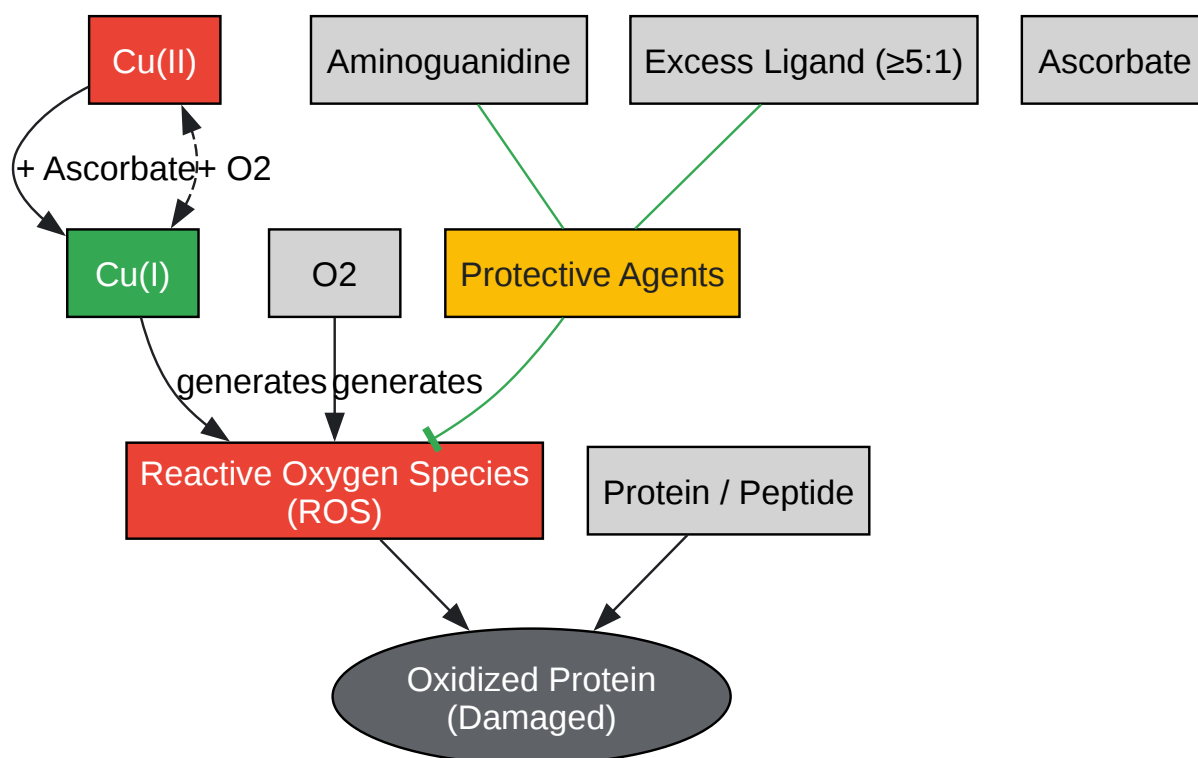 Cu(II)
Aminoguanidine
Excess Ligand (≥5:1)
Ascorbate
+ Ascorbate
+ O2
Cu(I)
O2
Protective Agents
generates
generates
Reactive Oxygen Species
(ROS)
Protein / Peptide
Oxidized Protein
(Damaged)